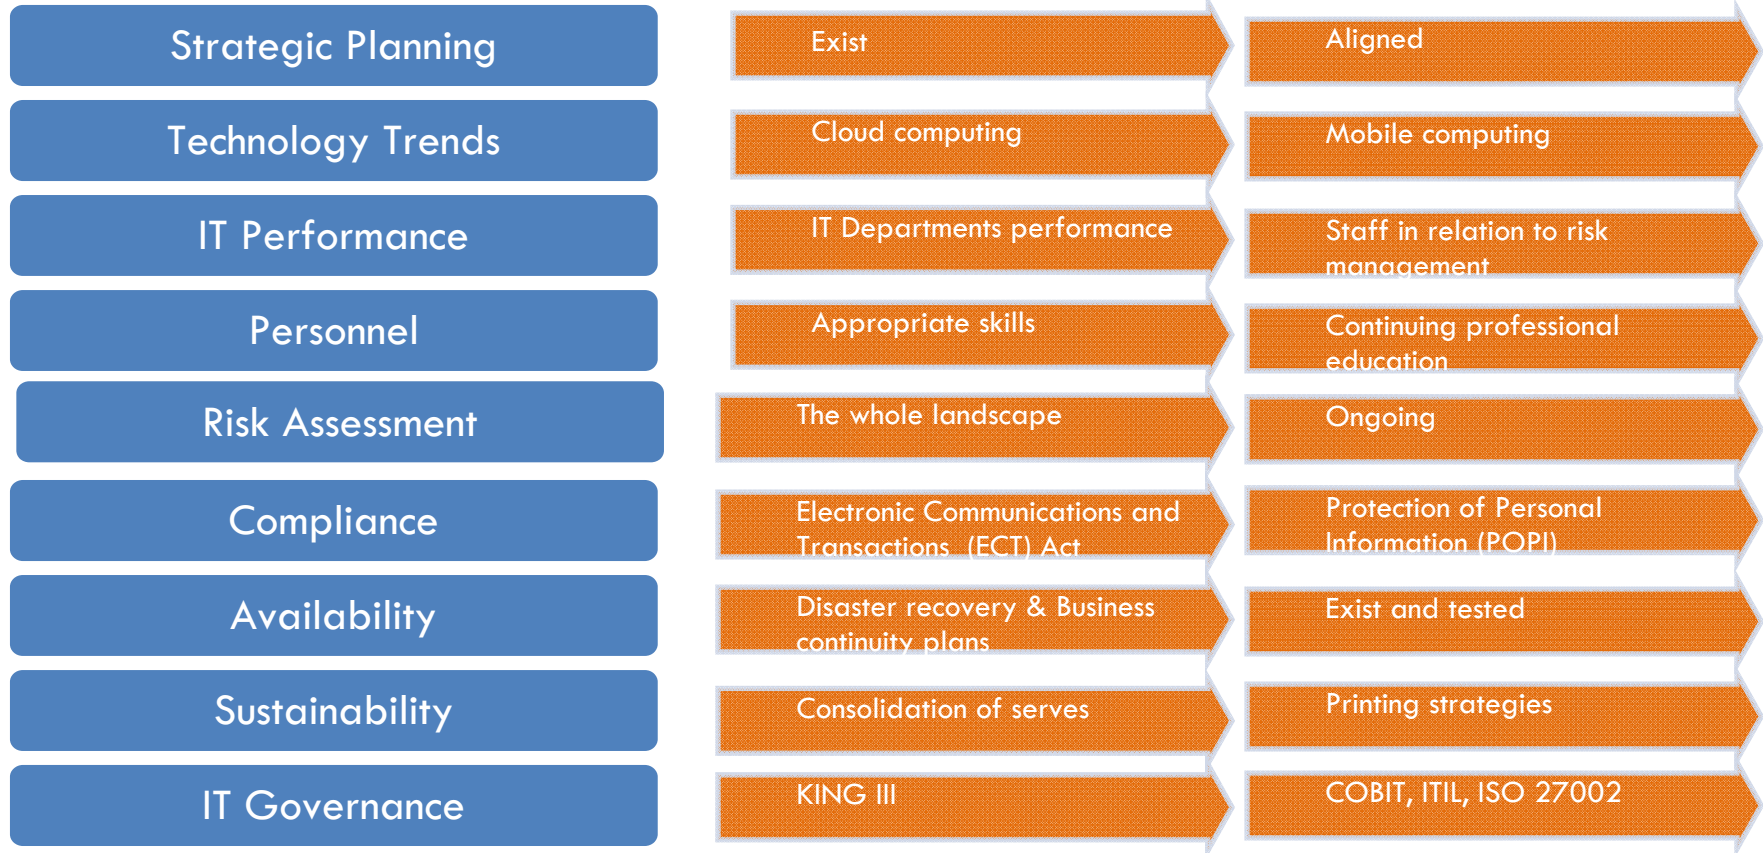 Strategic Planning
Exist
Aligned
Technology Trends
Cloud computing
Mobile computing
IT Performance
IT Departments performance
Staff in relation to risk
management
Personnel
Appropriate skills
Continuing professional
education
Risk Assessment
The whole landscape
Ongoing
Compliance
Electronic Communications and
Transactions (ECT) Act
Protection of Personal
Information (POPI)
Availability
Disaster recovery & Business
continuity plans
Exist and tested
Sustainability
Consolidation of serves
Printing strategies
IT Governance
KING III
COBIT, ITIL, ISO 27002